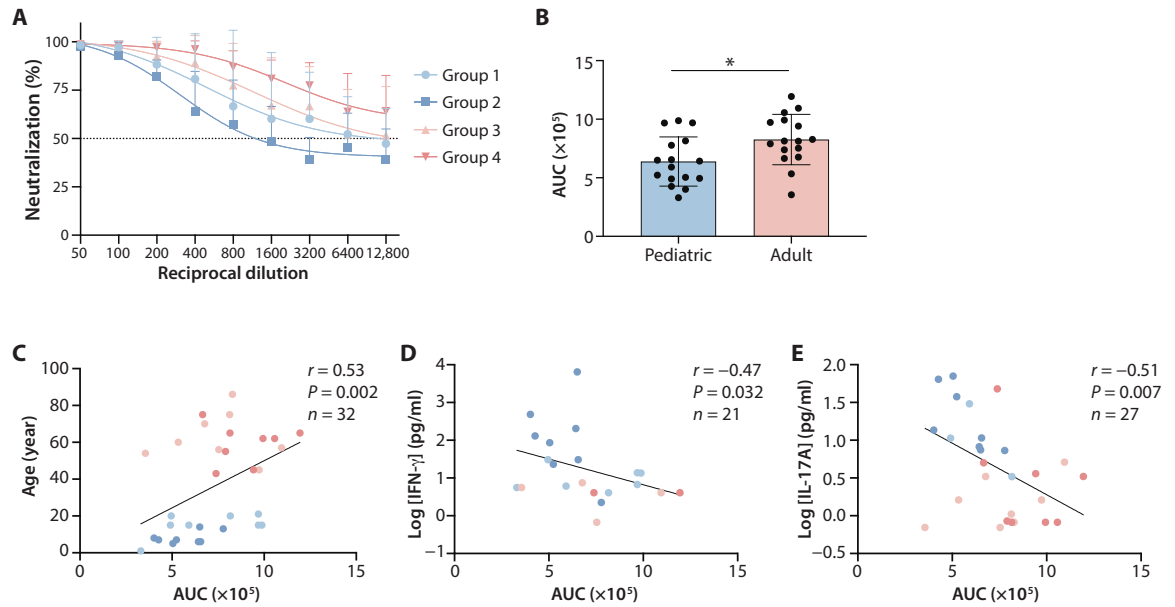 A
Neutralization (%)
100
75
50
25
0
50 100 200 400 800 1600 3200 6400 12,800
Reciprocal dilution
Group 1
Group 2
Group 3
Group 4
B
AUC (×10⁵)
15
10
5
0
*
Pediatric Adult
C
Age (year)
100
80
60
40
20
0
0 5 10 15
AUC (×10⁵)
r = 0.53
P = 0.002
n = 32
D
Log [IFN-γ] (pg/ml)
4
3
2
1
0
−1
0 5 10 15
AUC (×10⁵)
r = −0.47
P = 0.032
n = 21
E
Log [IL-17A] (pg/ml)
2.0
1.5
1.0
0.5
0.0
−0.5
0 5 10 15
AUC (×10⁵)
r = −0.51
P = 0.007
n = 27